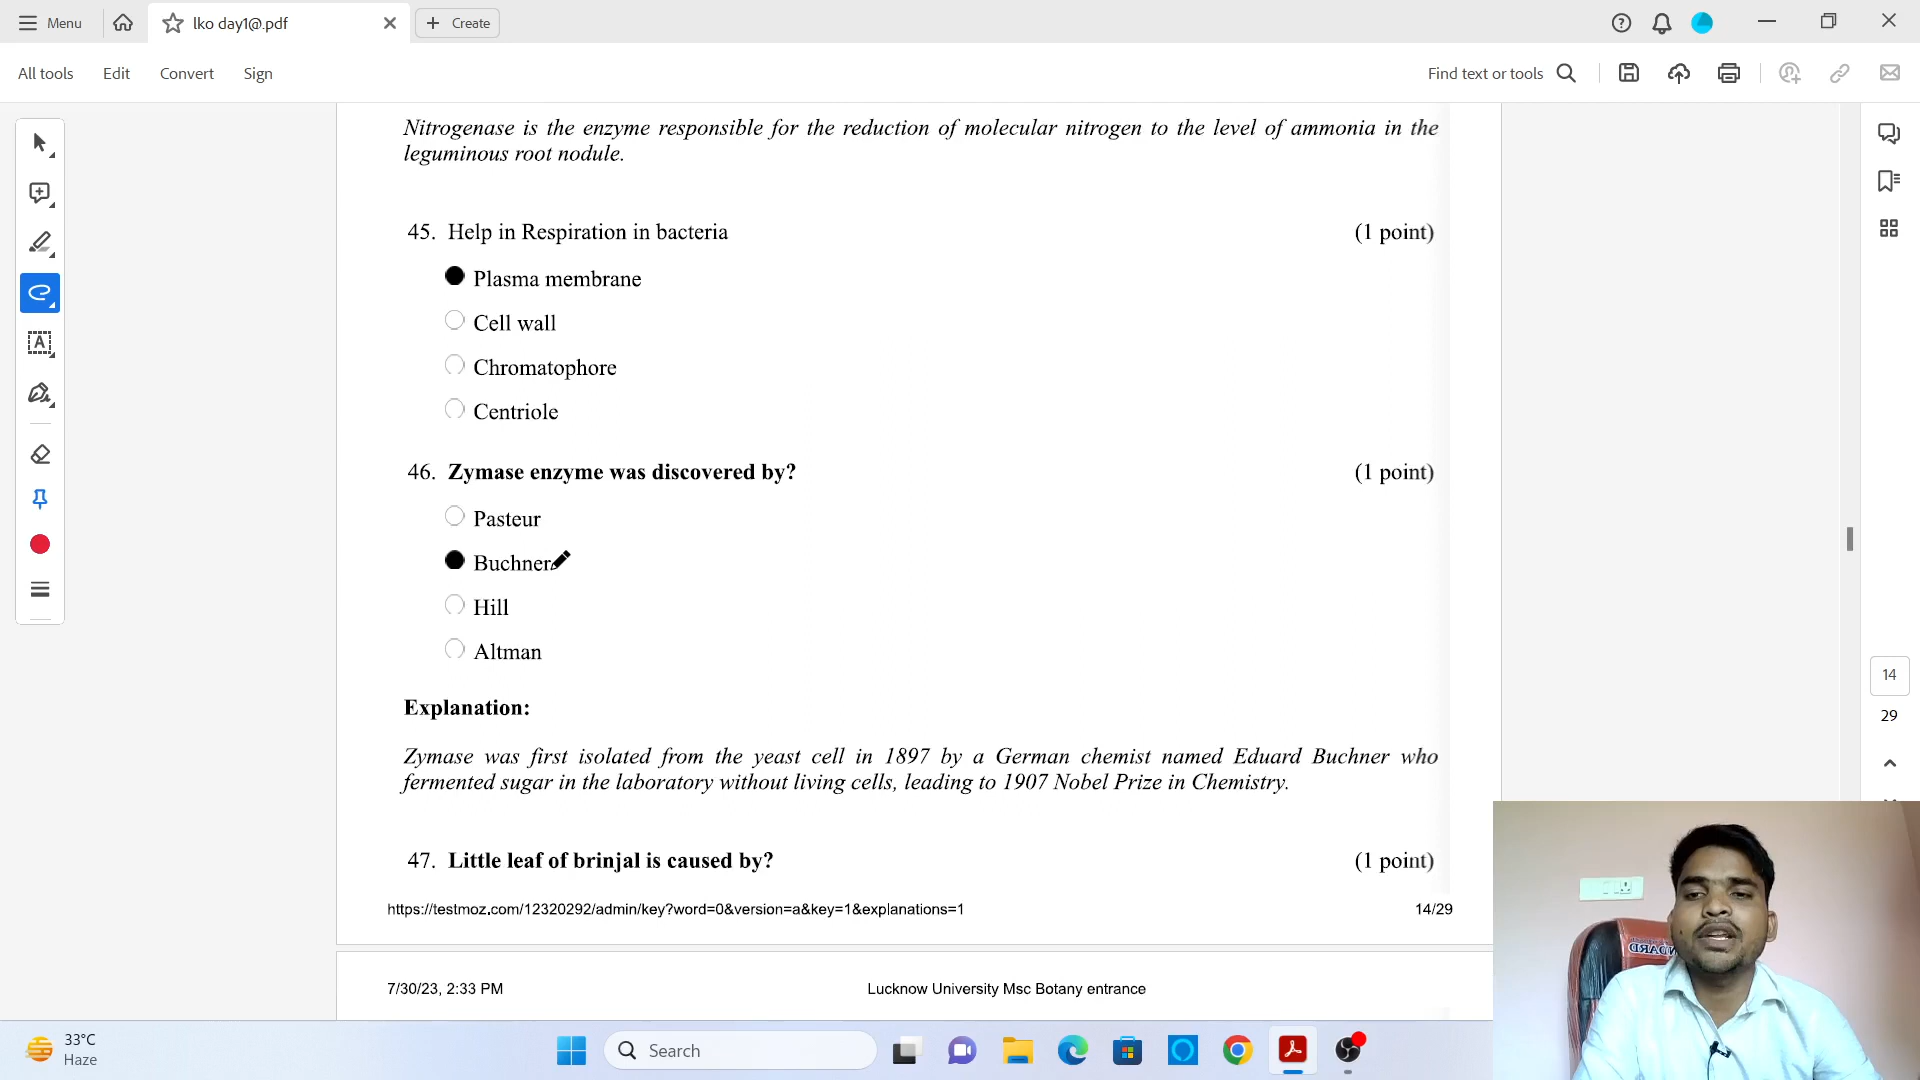 Menu
lko day1@.pdf
Create
All tools
Edit
Convert
Sign
Find text or tools
Nitrogenase is the enzyme responsible for the reduction of molecular nitrogen to the level of ammonia in the
leguminous root nodule.
45. Help in Respiration in bacteria (1 point)
Plasma membrane
Cell wall
Chromatophore
Centriole
46. Zymase enzyme was discovered by? (1 point)
Pasteur
Buchner
Hill
Altman
Explanation:
Zymase was first isolated from the yeast cell in 1897 by a German chemist named Eduard Buchner who
fermented sugar in the laboratory without living cells, leading to 1907 Nobel Prize in Chemistry.
47. Little leaf of brinjal is caused by? (1 point)
https://testmoz.com/12320292/admin/key?word=0&version=a&key=1&explanations=1 14/29
7/30/23, 2:33 PM Lucknow University Msc Botany entrance
14
29
33°C
Haze
Search